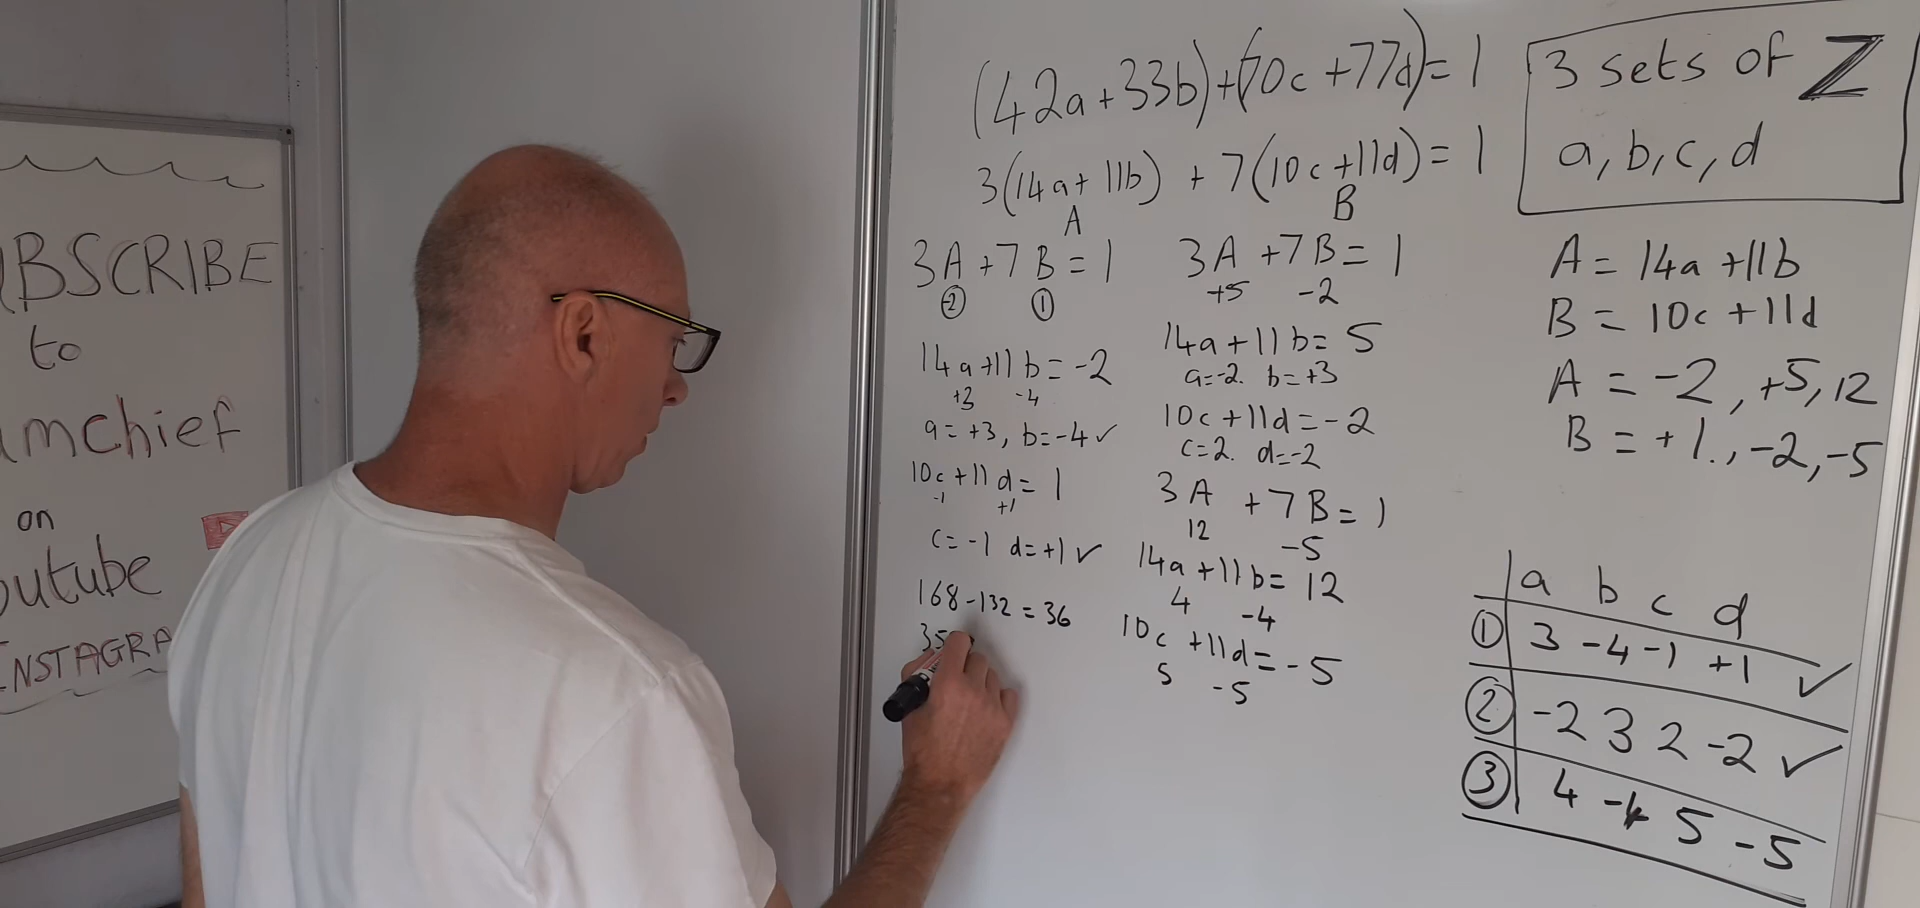 BSCRIBE
to
mchief
on
outube
INSTAGRA
(42a+33b)+(70c+77d)=1
3(14a+11b) + 7(10c+11d)=1
A B
3A+7B=1
-2 1
14a+11b=-2
+3 -4
a=+3, b=-4 ✓
10c+11d=1
-1 +1
c=-1 d=+1 ✓
168-132=36
35
3A+7B=1
+5 -2
14a+11b=5
a=-2. b=+3
10c+11d=-2
c=2. d=-2
3A+7B=1
12 -5
14a+11b=12
4 -4
10c+11d=-5
5 -5
3 sets of Z
a, b, c, d
A=14a+11b
B=10c+11d
A=-2, +5, 12
B=+1., -2, -5
a b c d
1 3 -4 -1 +1 ✓
2 -2 3 2 -2 ✓
3 4 -4 5 -5